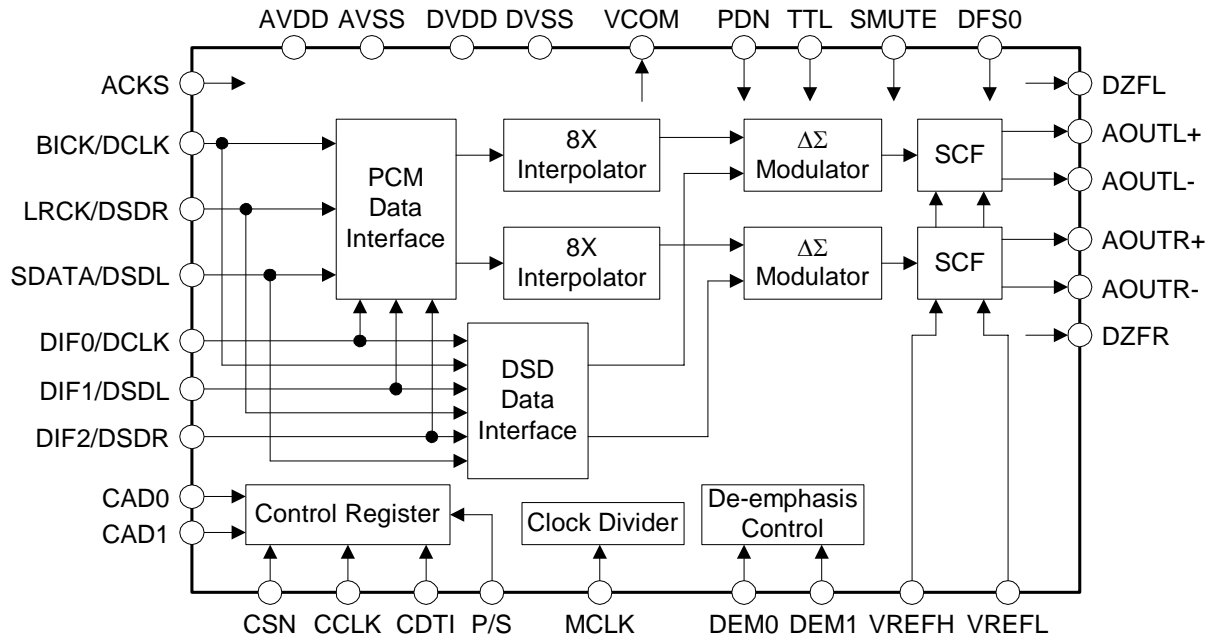 AVDD AVSS DVDD DVSS VCOM PDN TTL SMUTE DFS0
ACKS
DZFL
BICK/DCLK
AOUTL+
PCM
Data
Interface
8X
Interpolator
ΔΣ
Modulator
SCF
AOUTL-
LRCK/DSDR
8X
Interpolator
ΔΣ
Modulator
SCF
AOUTR+
SDATA/DSDL
AOUTR-
DIF0/DCLK
DZFR
DIF1/DSDL
DSD
Data
Interface
DIF2/DSDR
CAD0
CAD1
Control Register
Clock Divider
De-emphasis
Control
CSN CCLK CDTI P/S MCLK DEM0 DEM1 VREFH VREFL